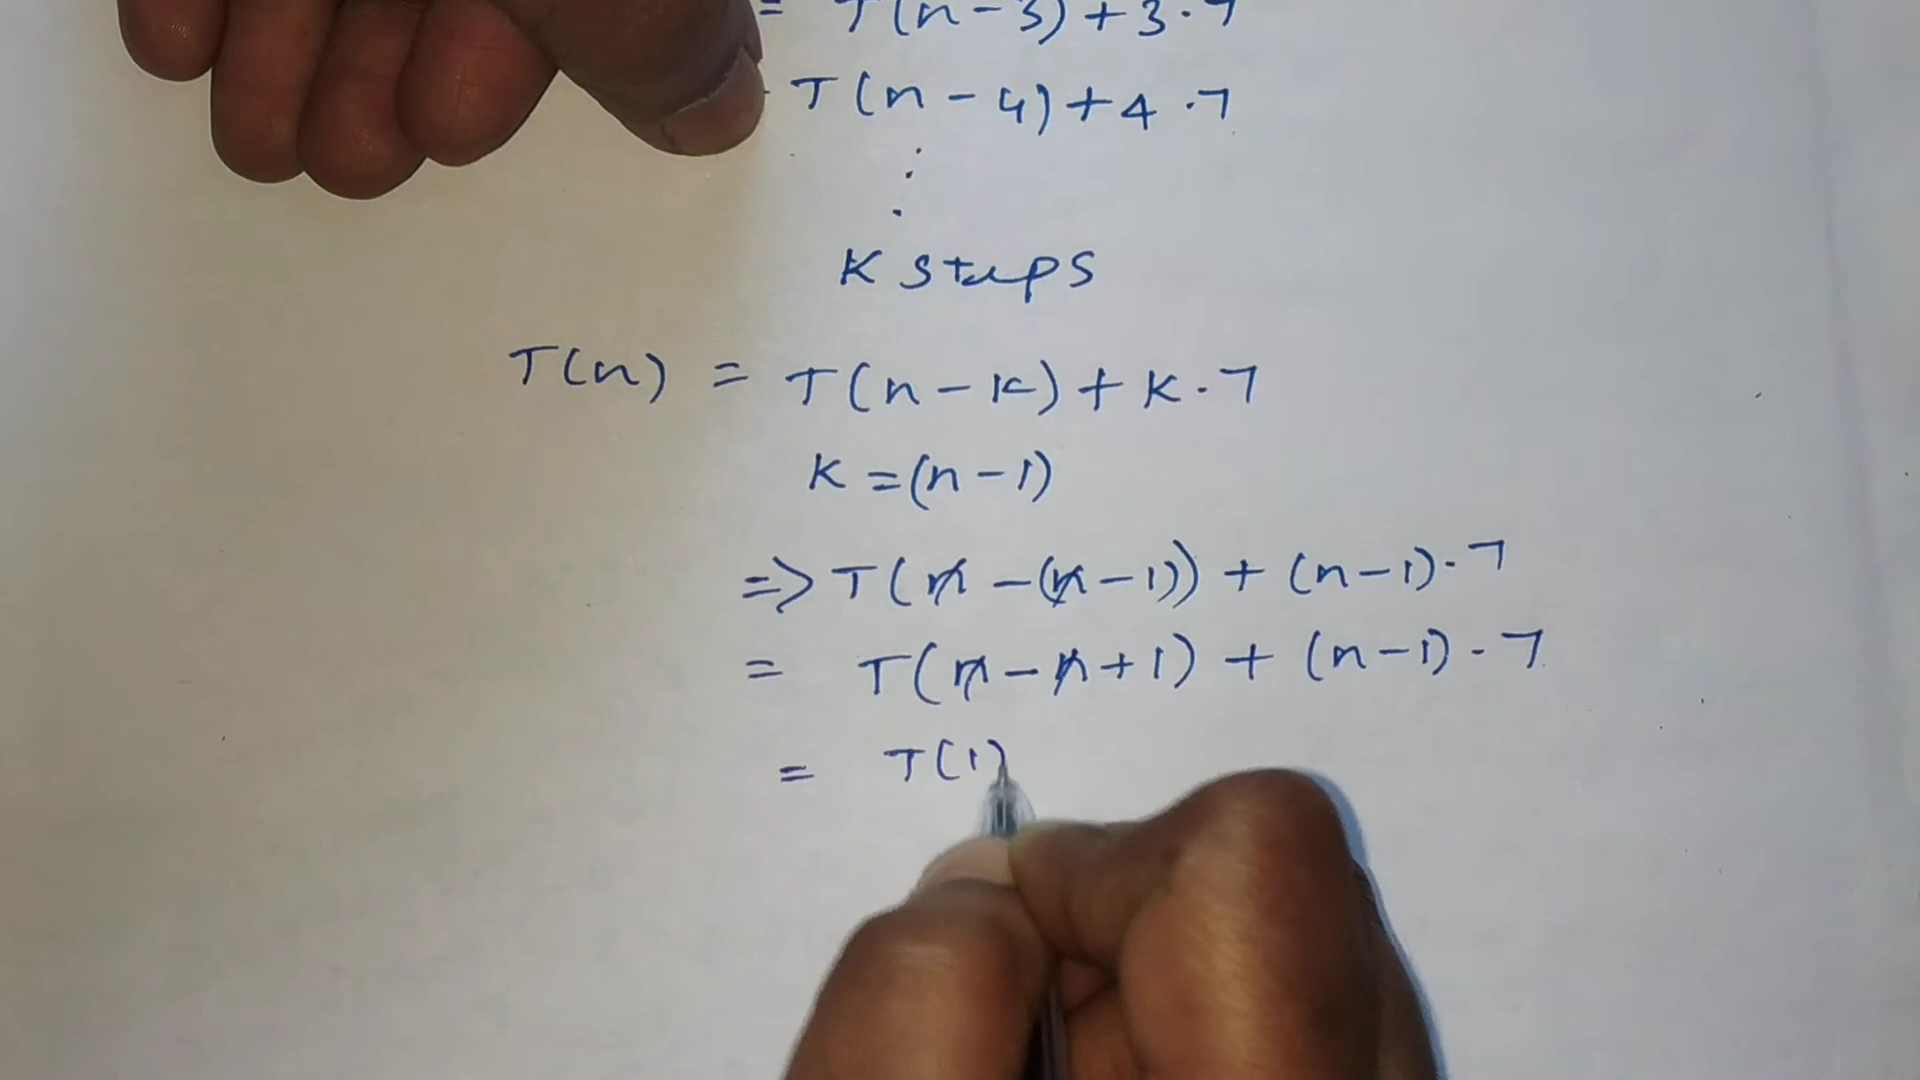 = T(n-3)+3.7
T(n-4)+4.7
K steps
T(n) = T(n-K)+K.7
K=(n-1)
=> T(n-(n-1)) + (n-1).7
= T(n-n+1) + (n-1).7
= T(1)